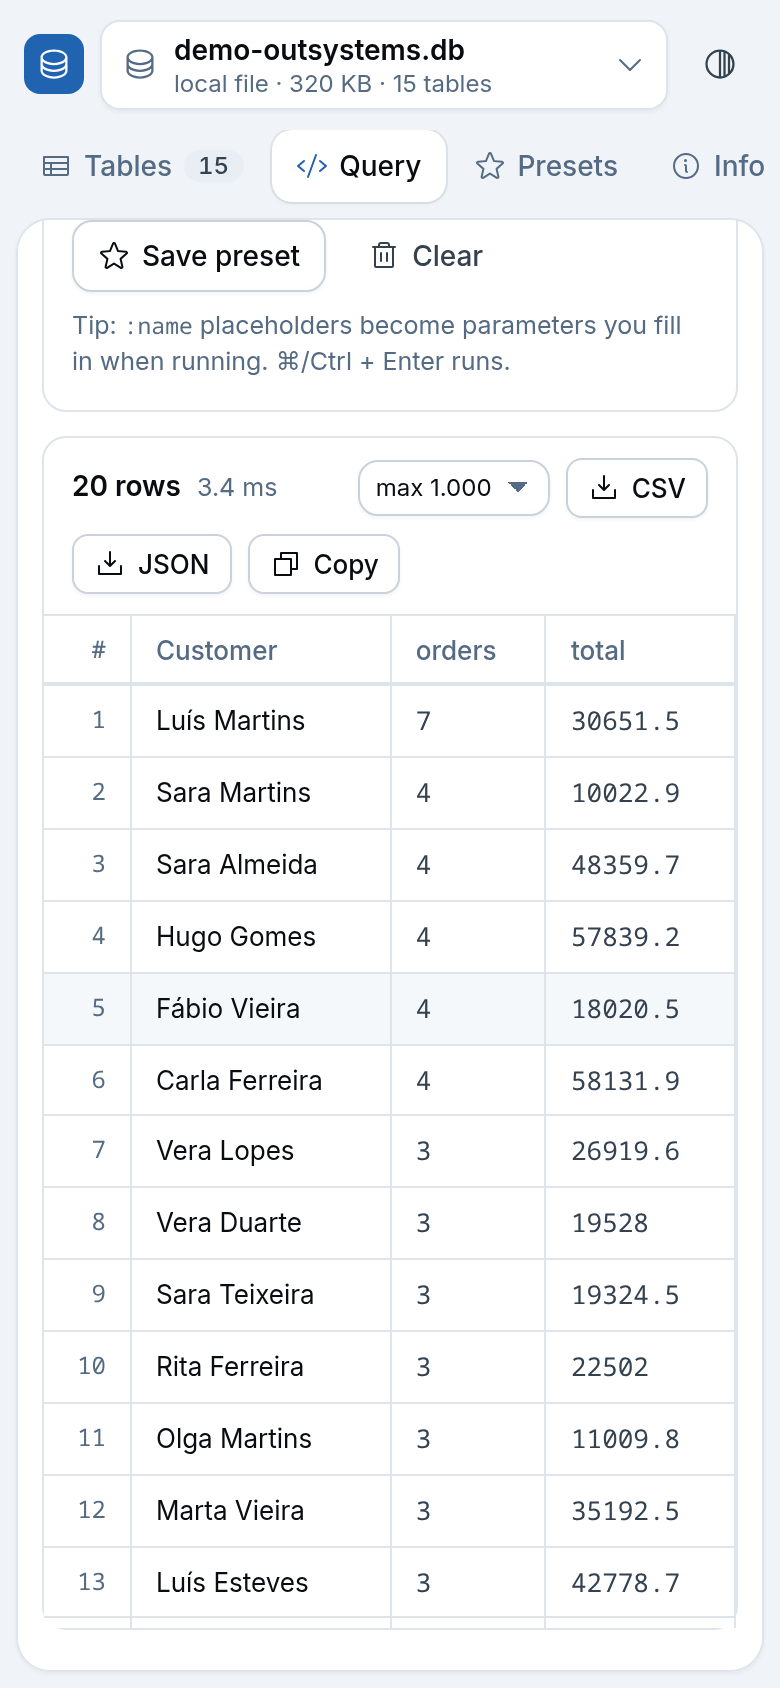 demo-outsystems.db
local file · 320 KB · 15 tables
Tables 15 Query Presets Info
Save preset Clear
Tip: :name placeholders become parameters you fill
in when running. ⌘/Ctrl + Enter runs.
20 rows 3.4 ms max 1.000 CSV
JSON Copy
# Customer orders total
1 Luís Martins 7 30651.5
2 Sara Martins 4 10022.9
3 Sara Almeida 4 48359.7
4 Hugo Gomes 4 57839.2
5 Fábio Vieira 4 18020.5
6 Carla Ferreira 4 58131.9
7 Vera Lopes 3 26919.6
8 Vera Duarte 3 19528
9 Sara Teixeira 3 19324.5
10 Rita Ferreira 3 22502
11 Olga Martins 3 11009.8
12 Marta Vieira 3 35192.5
13 Luís Esteves 3 42778.7